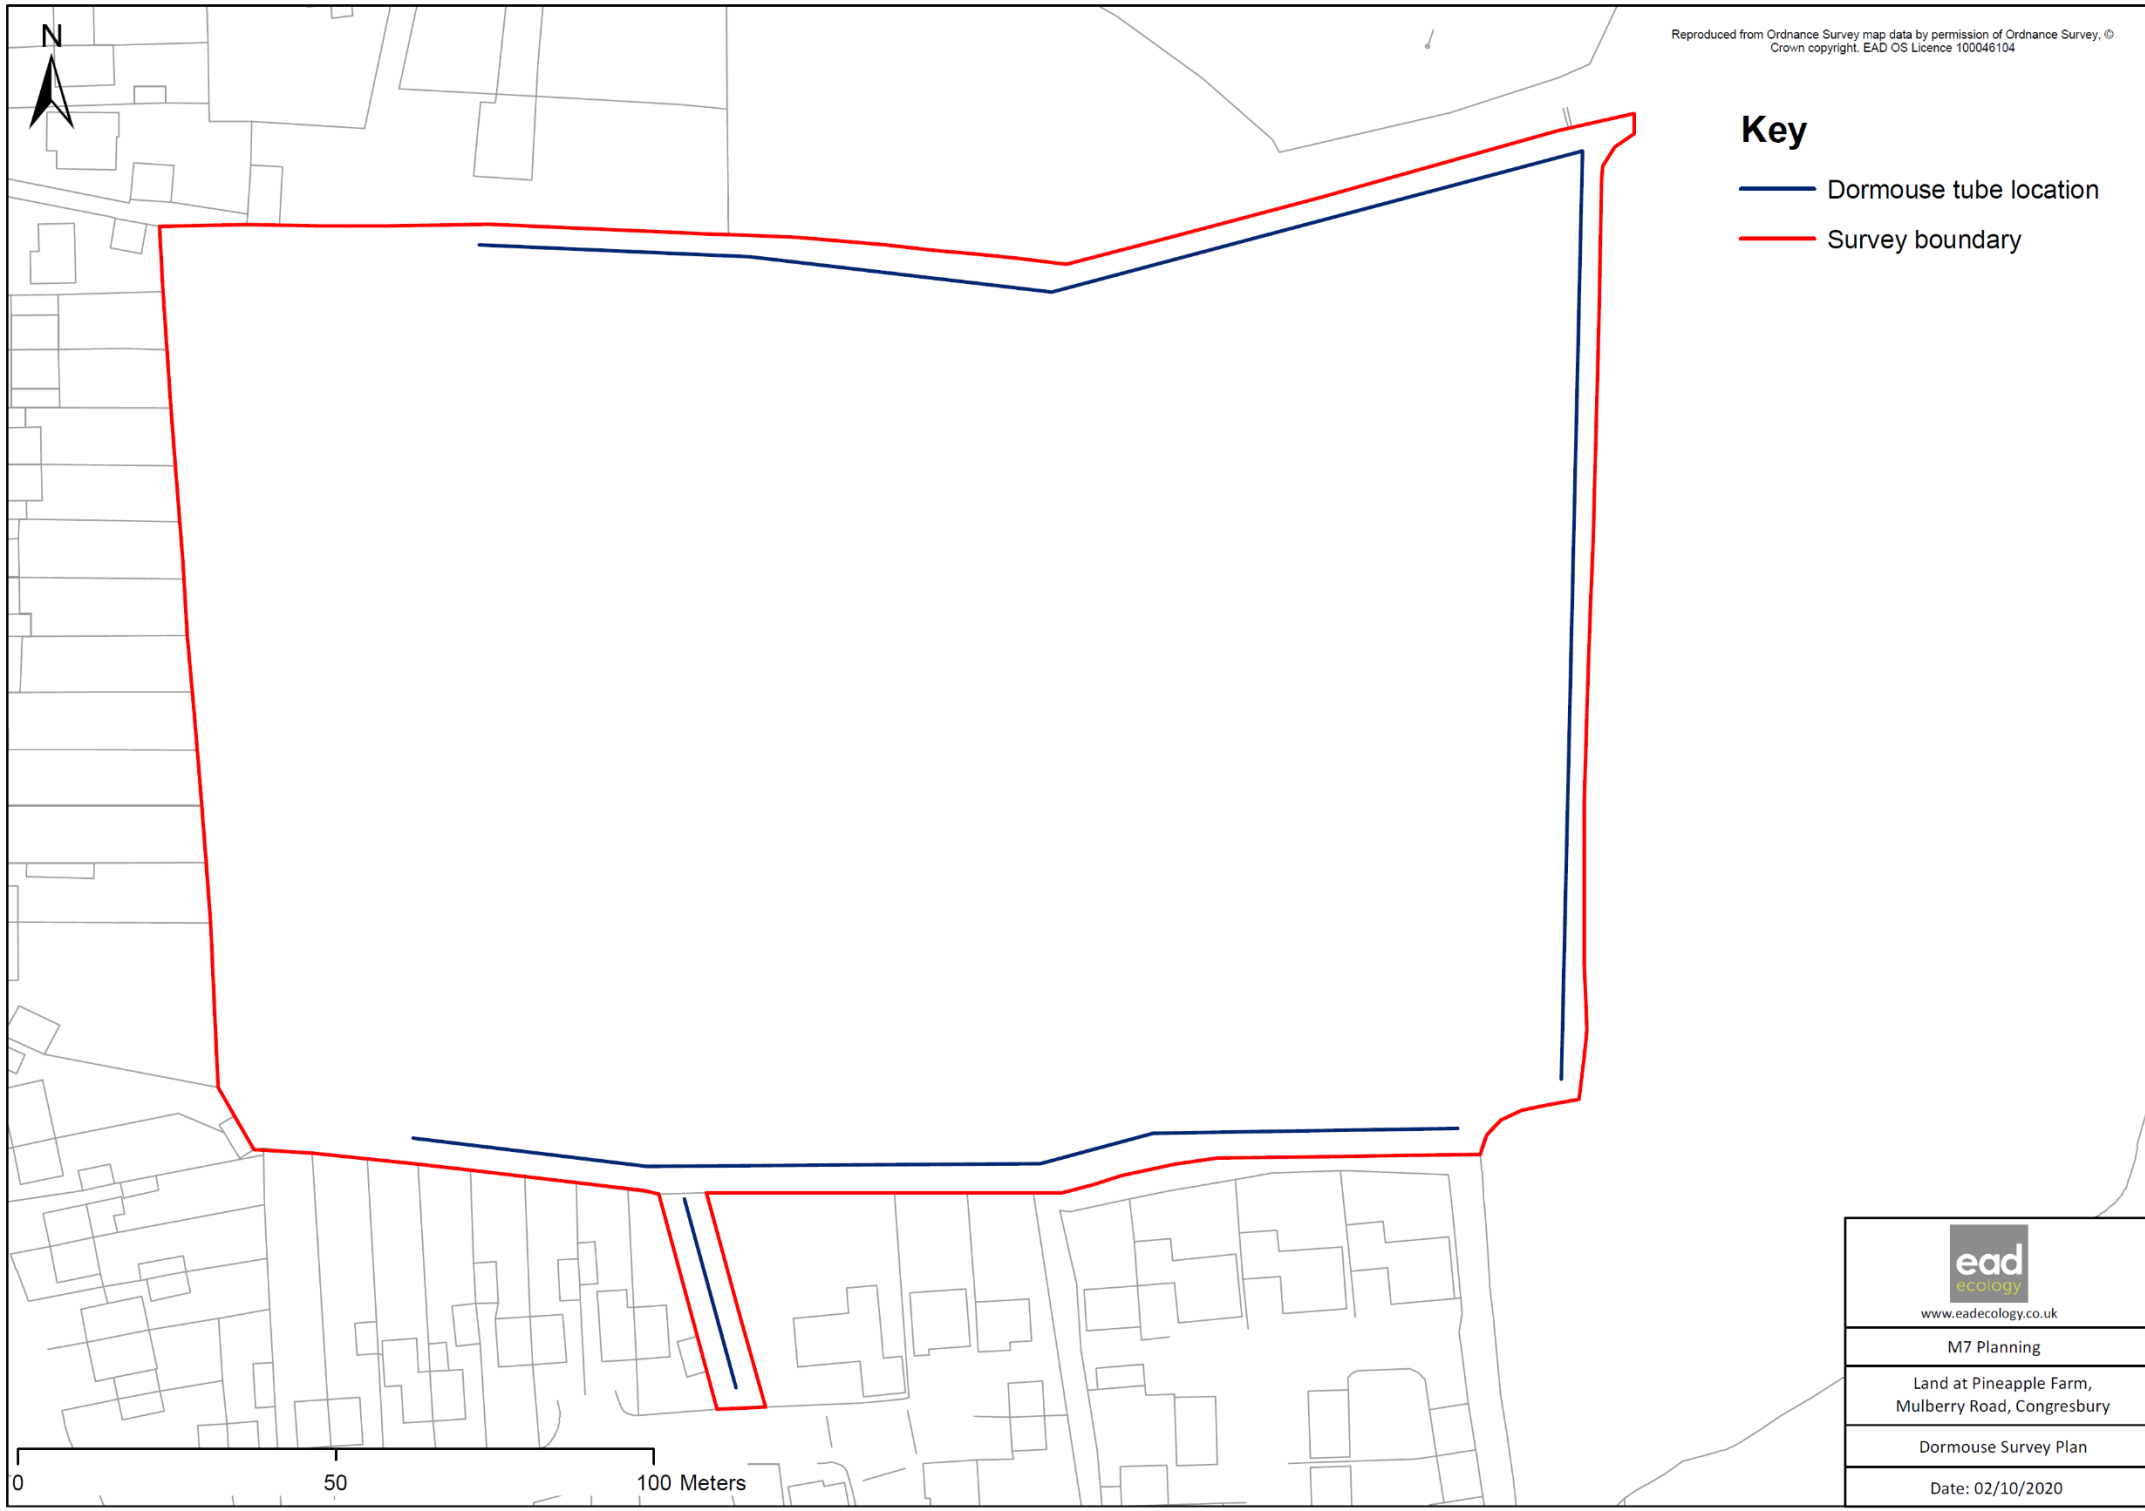 N
Reproduced from Ordnance Survey map data by permission of Ordnance Survey, ©
Crown copyright. EAD OS Licence 100046104
Key
Dormouse tube location
Survey boundary
0 50 100 Meters
ead
ecology
www.eadecology.co.uk
M7 Planning
Land at Pineapple Farm,
Mulberry Road, Congresbury
Dormouse Survey Plan
Date: 02/10/2020